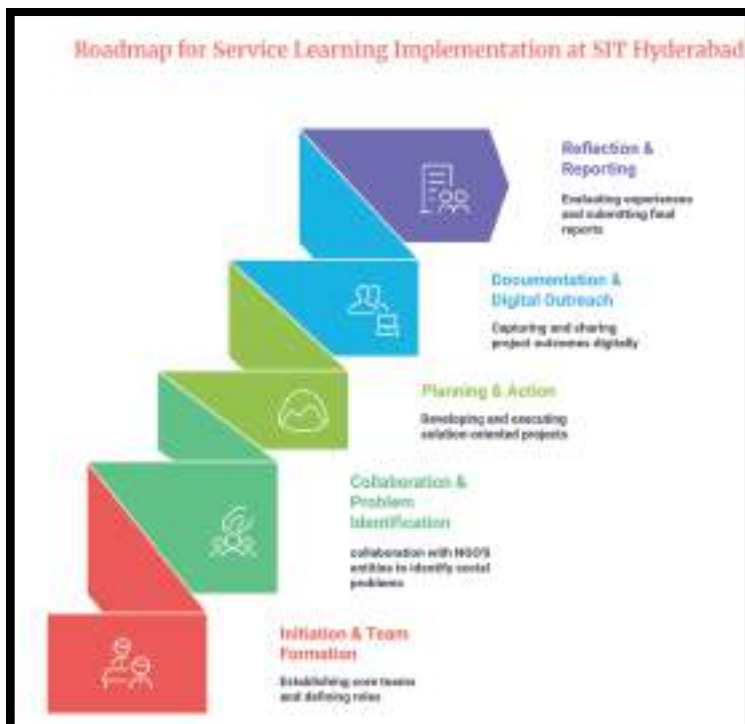 Roadmap for Service Learning Implementation at SIT Hyderabad
Reflection &
Reporting
Evaluating experiences
and submitting final
reports
Documentation &
Digital Outreach
Capturing and sharing
project outcomes digitally
Planning & Action
Developing and executing
solution-oriented projects
Collaboration &
Problem
Identification
collaboration with NGO'S
entities to identify social
problems
Initiation & Team
Formation
Establishing core teams
and defining roles